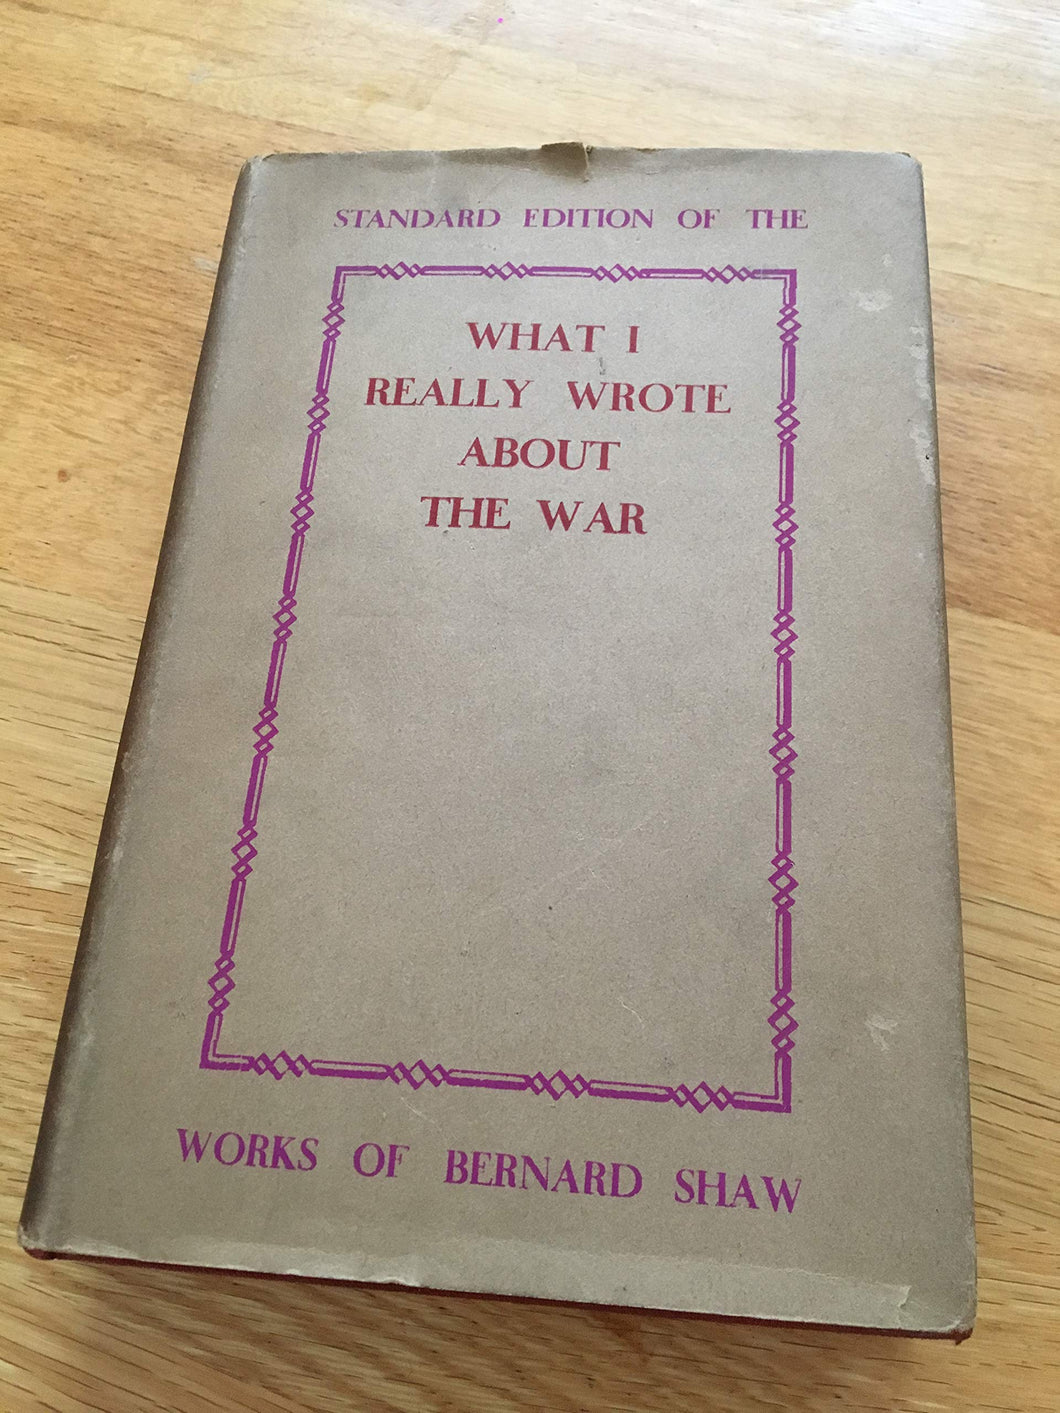 STANDARD EDITION OF THE
WHAT I
REALLY WROTE
ABOUT
THE WAR
WORKS OF BERNARD SHAW